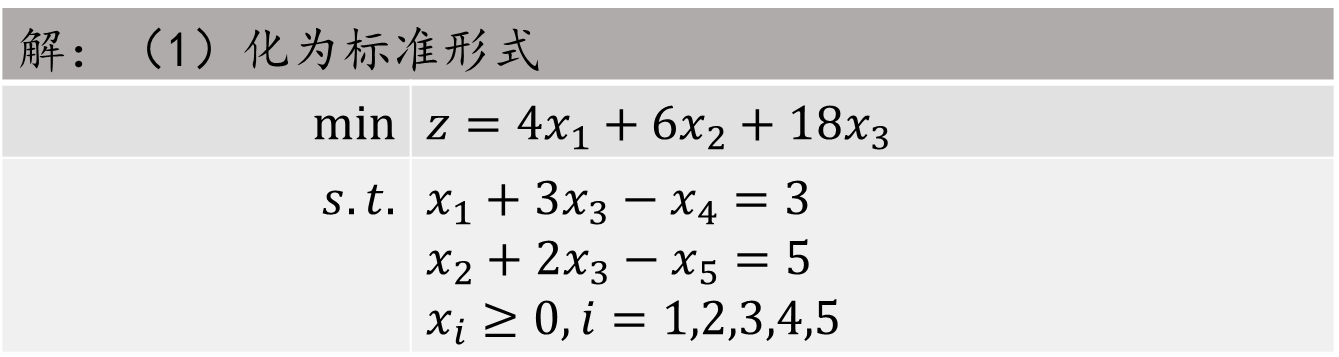 解：（1）化为标准形式
min z = 4x₁ + 6x₂ + 18x₃
s.t. x₁ + 3x₃ − x₄ = 3
x₂ + 2x₃ − x₅ = 5
xᵢ ≥ 0, i = 1,2,3,4,5